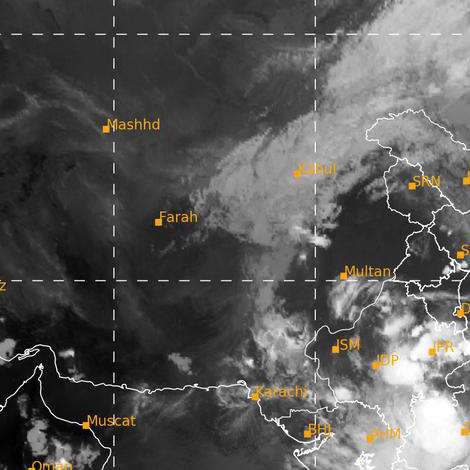 Mashhd
Kabul
SRN
Farah
Multan
JSM
JPR
JDP
Karachi
Muscat
BHJ
AHM
Oman